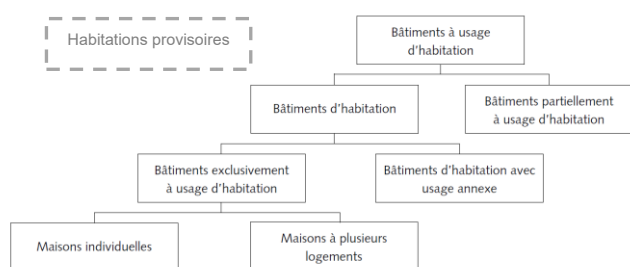 Habitations provisoires
Bâtiments à usage
d'habitation
Bâtiments d'habitation
Bâtiments partiellement
à usage d'habitation
Bâtiments exclusivement
à usage d'habitation
Bâtiments d'habitation avec
usage annexe
Maisons individuelles
Maisons à plusieurs
logements